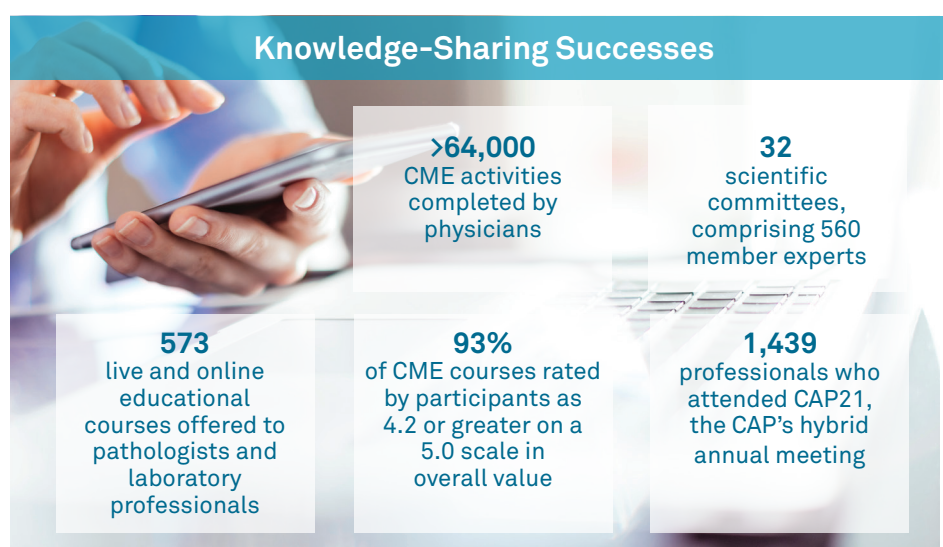 Knowledge-Sharing Successes
>64,000
CME activities
completed by
physicians
32
scientific
committees,
comprising 560
member experts
573
live and online
educational
courses offered to
pathologists and
laboratory
professionals
93%
of CME courses rated
by participants as
4.2 or greater on a
5.0 scale in
overall value
1,439
professionals who
attended CAP21,
the CAP’s hybrid
annual meeting